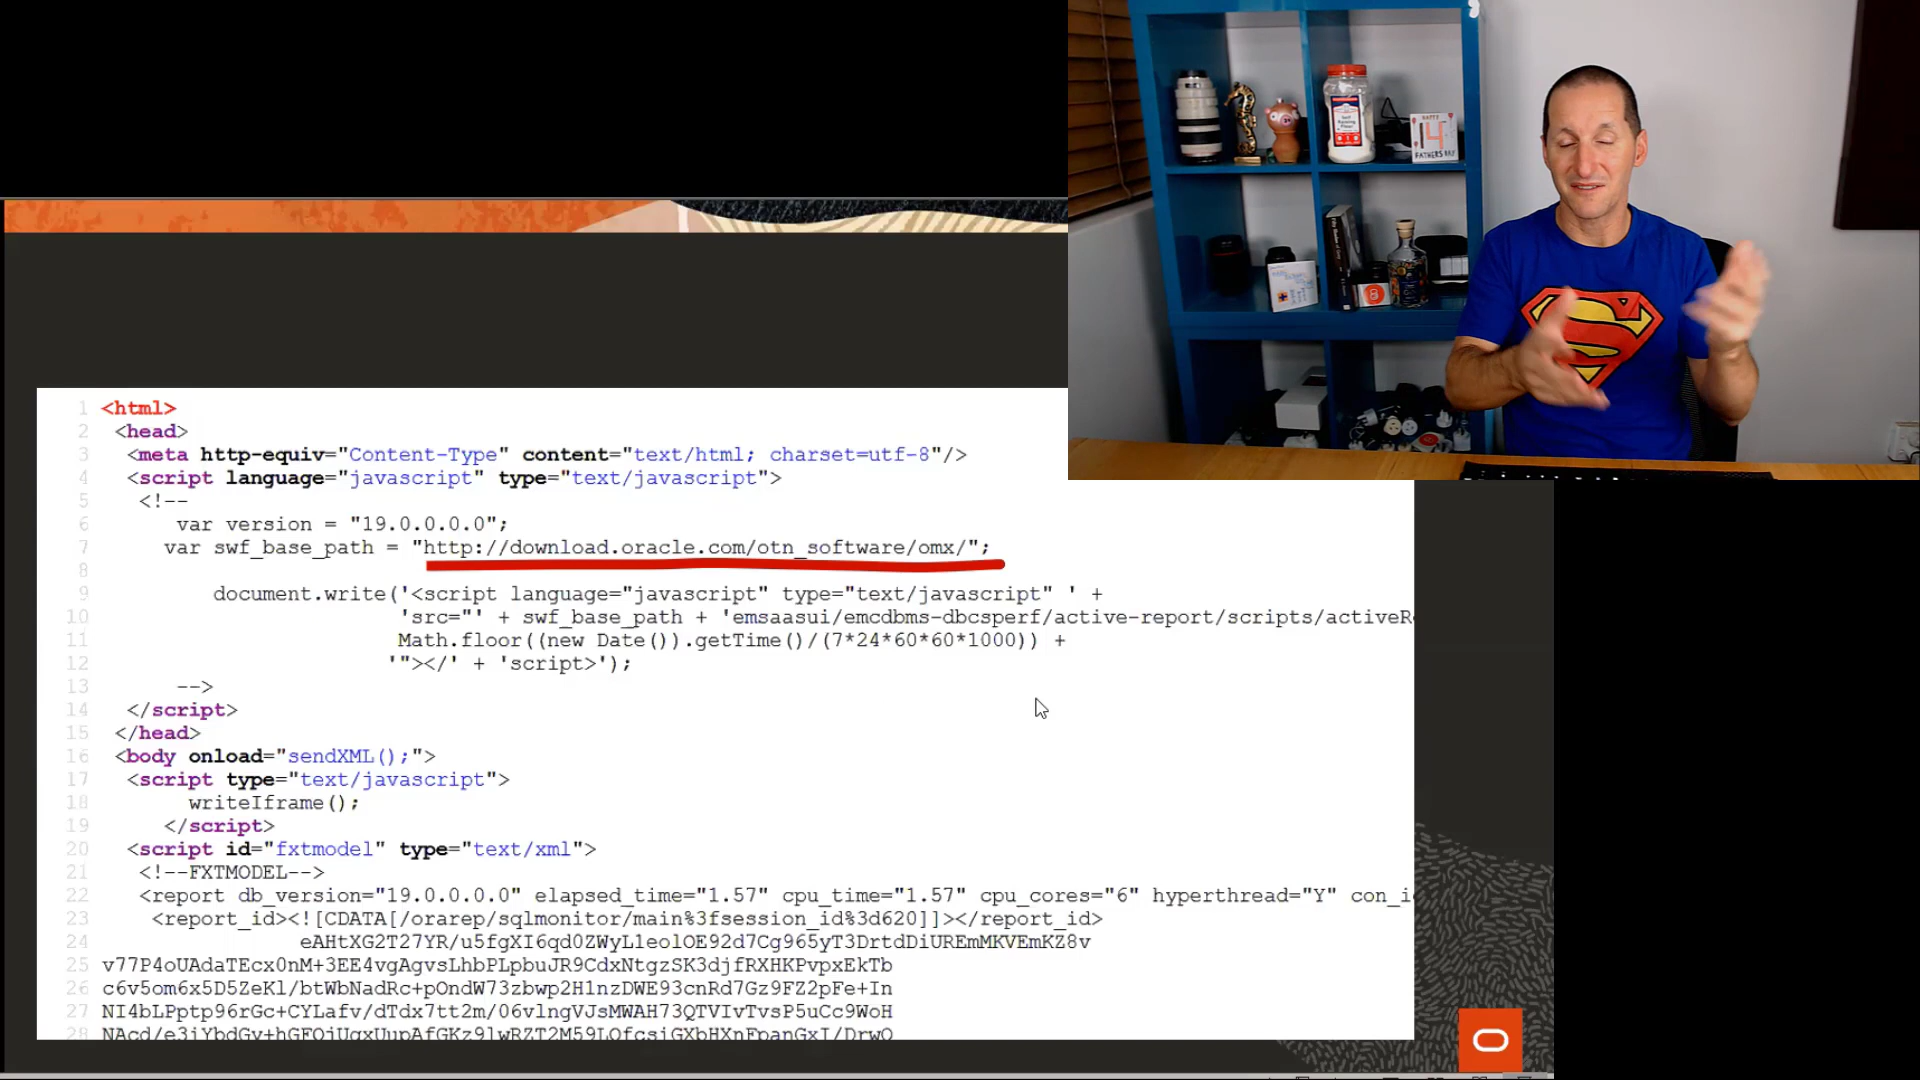 14
FATHERS DAY
1 <html>
2 <head>
3 <meta http-equiv="Content-Type" content="text/html; charset=utf-8"/>
4 <script language="javascript" type="text/javascript">
5 <!--
6 var version = "19.0.0.0.0";
7 var swf_base_path = "http://download.oracle.com/otn_software/omx/";
8
9 document.write('<script language="javascript" type="text/javascript" ' +
10 'src="' + swf_base_path + 'emsaasui/emcdbms-dbcsperf/active-report/scripts/activeR
11 Math.floor((new Date()).getTime()/(7*24*60*60*1000)) +
12 '"></' + 'script>');
13 -->
14 </script>
15 </head>
16 <body onload="sendXML();">
17 <script type="text/javascript">
18 writeIframe();
19 </script>
20 <script id="fxtmodel" type="text/xml">
21 <!--FXTMODEL-->
22 <report db_version="19.0.0.0.0" elapsed_time="1.57" cpu_time="1.57" cpu_cores="6" hyperthread="Y" con_i
23 <report_id><![CDATA[/orarep/sqlmonitor/main%3fsession_id%3d620]]></report_id>
24 eAHtXG2T27YR/u5fgXI6qd0ZWyL1eolOE92d7Cg965yT3DrtdDiUREmMKVEmKZ8v
25 v77P4oUAdaTEcx0nM+3EE4vgAgvsLhbPLpbuJR9CdxNtgzSK3djfRXHKPvpxEkTb
26 c6v5om6x5D5ZeKl/btWbNadRc+pOndW73zbwp2H1nzDWE93cnRd7Gz9FZ2pFe+In
27 NI4bLPptp96rGc+CYLafv/dTdx7tt2m/06vlngVJsMWAH73QTVIvTvsP5uCc9WoH
28